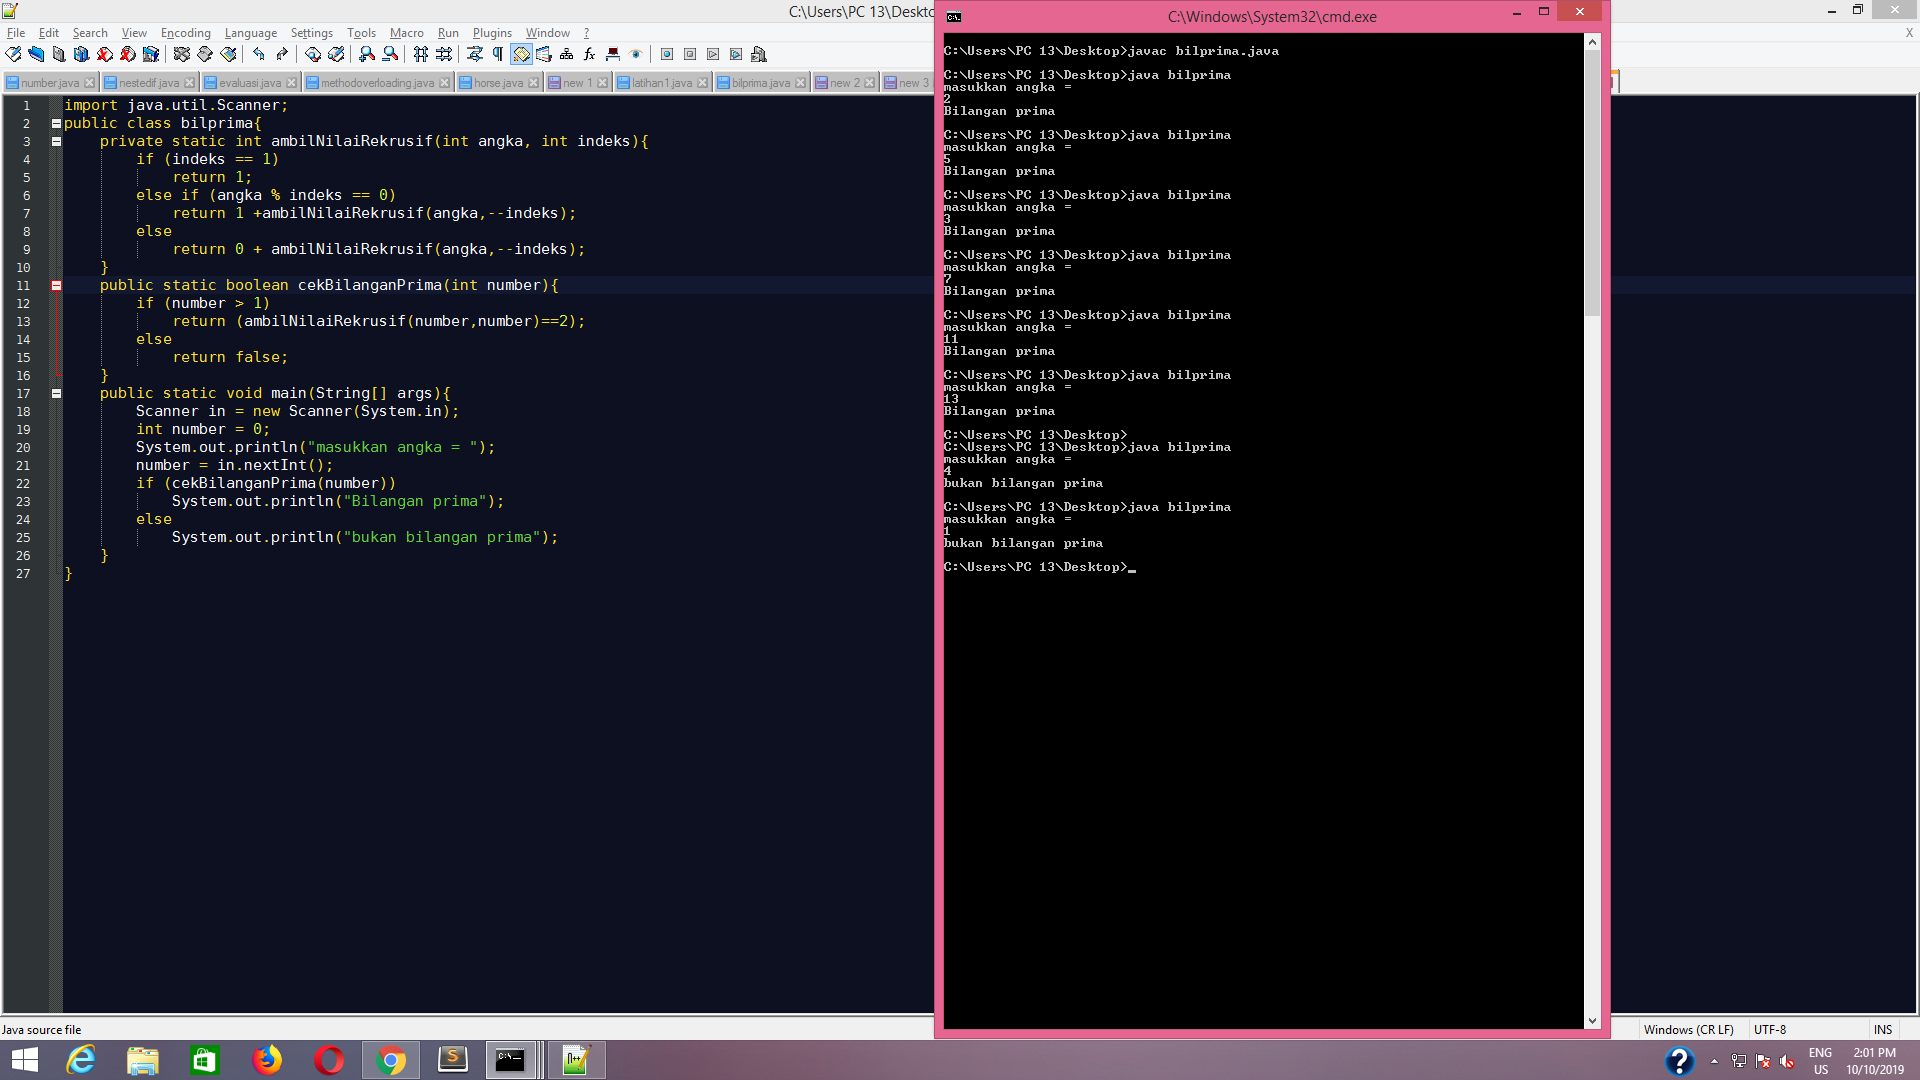 C:\Users\PC 13\Deskto
File Edit Search View Encoding Language Settings Tools Macro Run Plugins Window ?
X
number.java nestedif.java evaluasi.java methodoverloading.java horse.java new 1 latihan1.java bilprima.java new 2 new 3
1 import java.util.Scanner;
2 public class bilprima{
3 private static int ambilNilaiRekrusif(int angka, int indeks){
4 if (indeks == 1)
5 return 1;
6 else if (angka % indeks == 0)
7 return 1 +ambilNilaiRekrusif(angka,--indeks);
8 else
9 return 0 + ambilNilaiRekrusif(angka,--indeks);
10 }
11 public static boolean cekBilanganPrima(int number){
12 if (number > 1)
13 return (ambilNilaiRekrusif(number,number)==2);
14 else
15 return false;
16 }
17 public static void main(String[] args){
18 Scanner in = new Scanner(System.in);
19 int number = 0;
20 System.out.println("masukkan angka = ");
21 number = in.nextInt();
22 if (cekBilanganPrima(number))
23 System.out.println("Bilangan prima");
24 else
25 System.out.println("bukan bilangan prima");
26 }
27 }
C:\Windows\System32\cmd.exe
C:\Users\PC 13\Desktop>javac bilprima.java
C:\Users\PC 13\Desktop>java bilprima
masukkan angka =
2
Bilangan prima
C:\Users\PC 13\Desktop>java bilprima
masukkan angka =
5
Bilangan prima
C:\Users\PC 13\Desktop>java bilprima
masukkan angka =
3
Bilangan prima
C:\Users\PC 13\Desktop>java bilprima
masukkan angka =
7
Bilangan prima
C:\Users\PC 13\Desktop>java bilprima
masukkan angka =
11
Bilangan prima
C:\Users\PC 13\Desktop>java bilprima
masukkan angka =
13
Bilangan prima
C:\Users\PC 13\Desktop>
C:\Users\PC 13\Desktop>java bilprima
masukkan angka =
4
bukan bilangan prima
C:\Users\PC 13\Desktop>java bilprima
masukkan angka =
1
bukan bilangan prima
C:\Users\PC 13\Desktop>_
Java source file
Windows (CR LF) UTF-8 INS
ENG 2:01 PM
US 10/10/2019